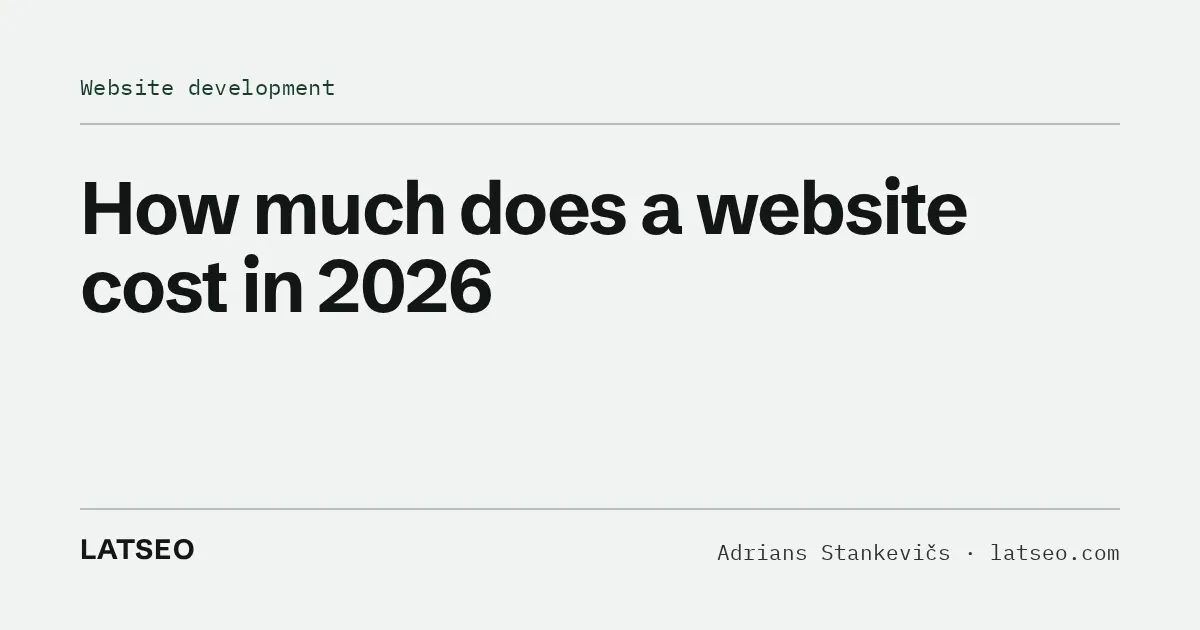 Website development
How much does a website
cost in 2026
LATSEO
Adrians Stankevičs · latseo.com